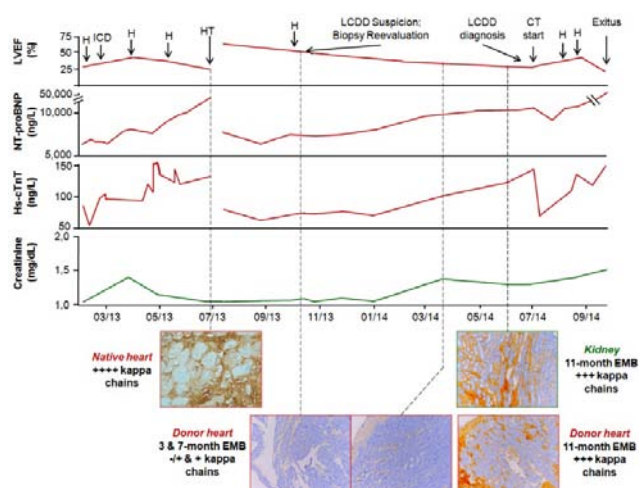 H ICD H H HT H LCDD Suspicion; LCDD CT H H Exitus
Biopsy Reevaluation diagnosis start
LVEF
(%)
75
50
25
NT-proBNP
(ng/L)
50,000
10,000
5,000
Hs-cTnT
(ng/L)
150
100
50
Creatinine
(mg/dL)
2.0
1.5
1.0
03/13 05/13 07/13 09/13 11/13 01/14 03/14 05/14 07/14 09/14
Native heart
++++ kappa
chains
Kidney
11-month EMB
+++ kappa
chains
Donor heart
3 & 7-month EMB
-/+ & + kappa
chains
Donor heart
11-month EMB
+++ kappa
chains